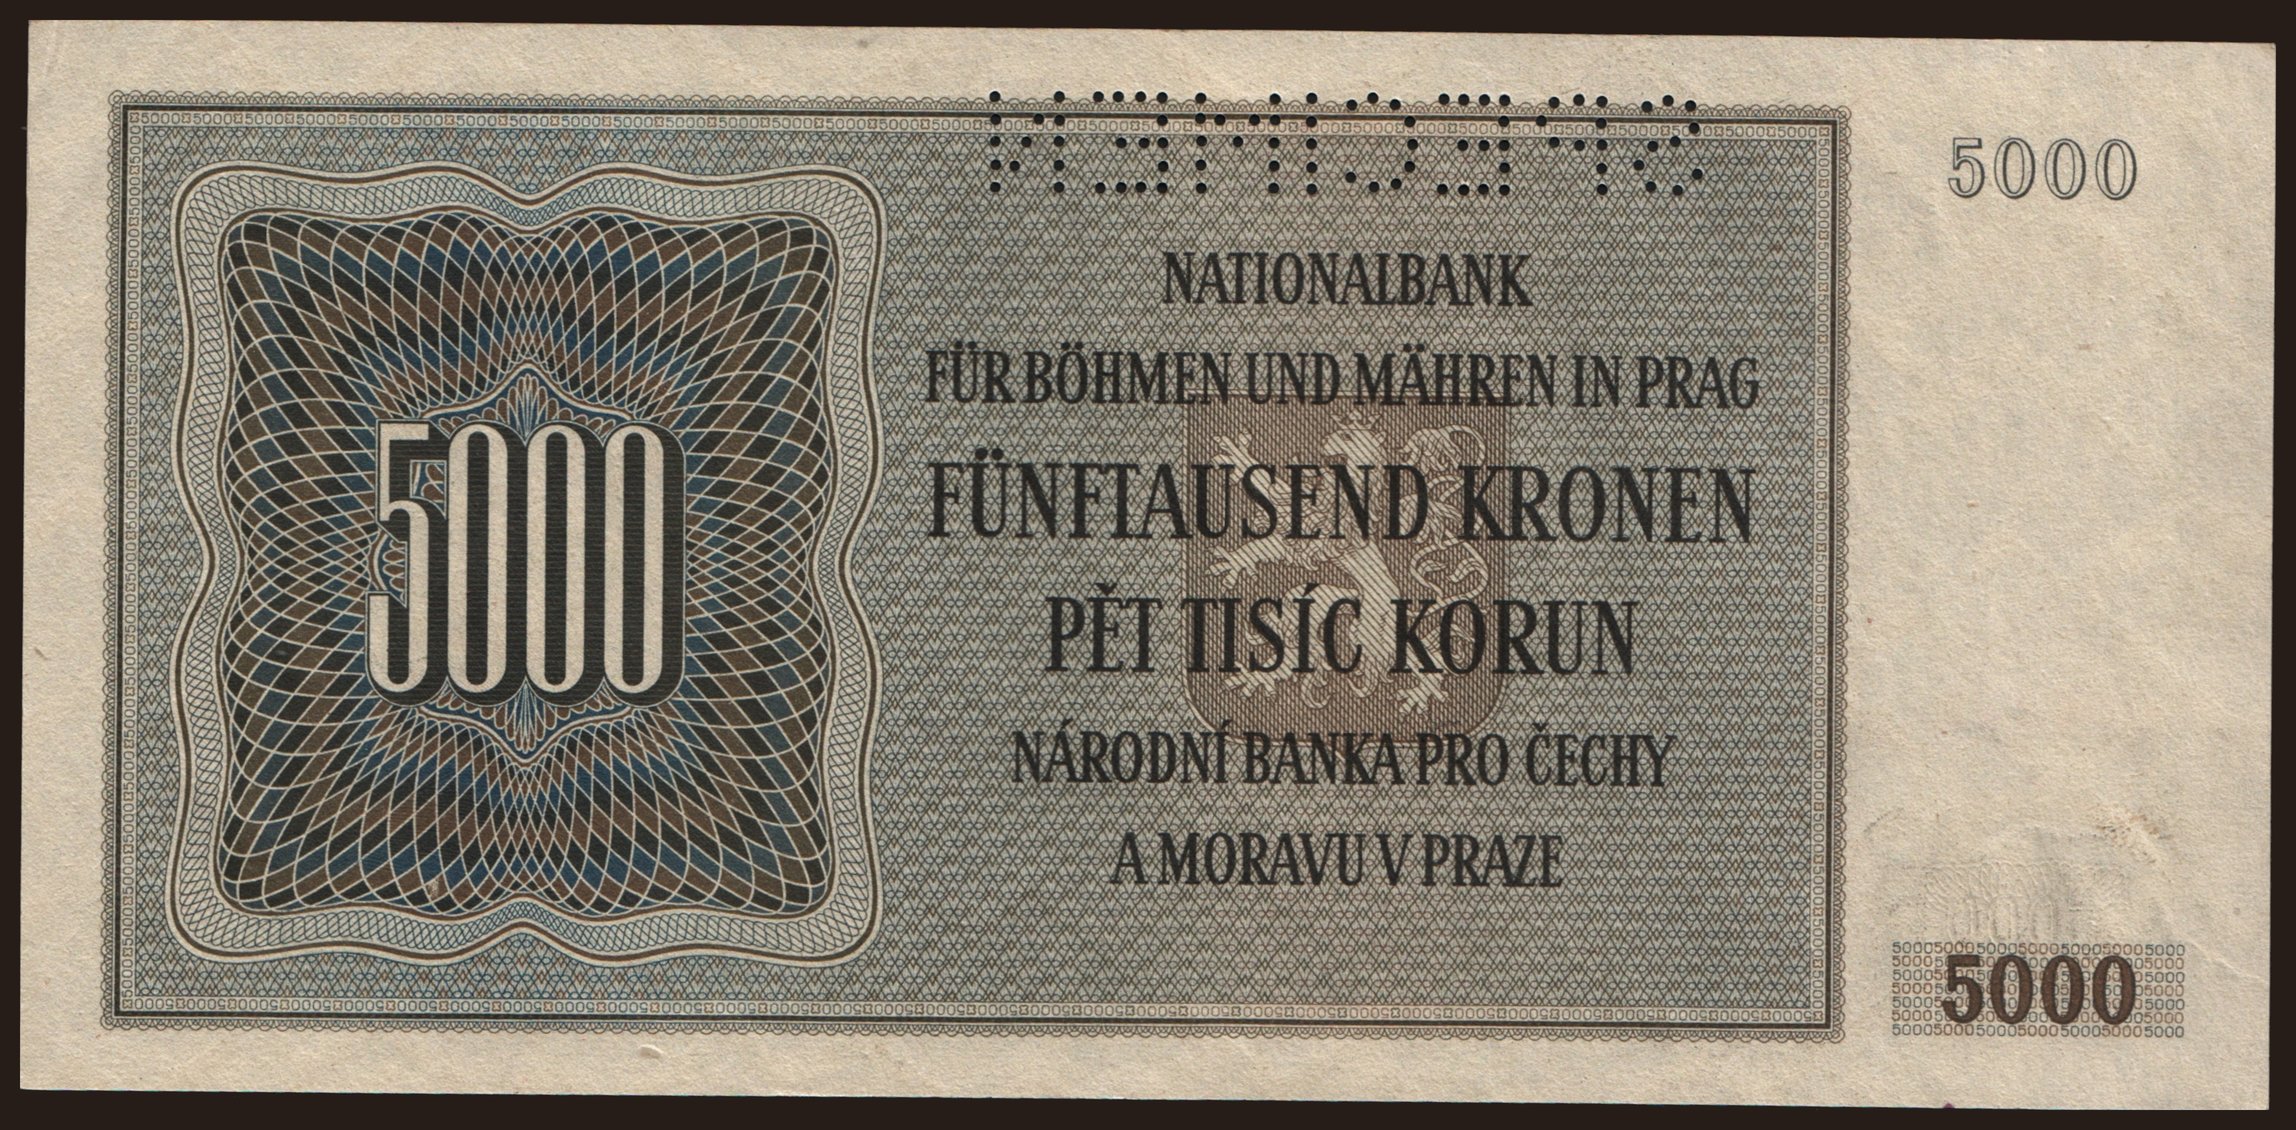 SPECIMEN
5000
NATIONALBANK
FÜR BÖHMEN UND MÄHREN IN PRAG
5000
FÜNFTAUSEND KRONEN
PĚT TISÍC KORUN
NÁRODNÍ BANKA PRO ČECHY
A MORAVU V PRAZE
5000